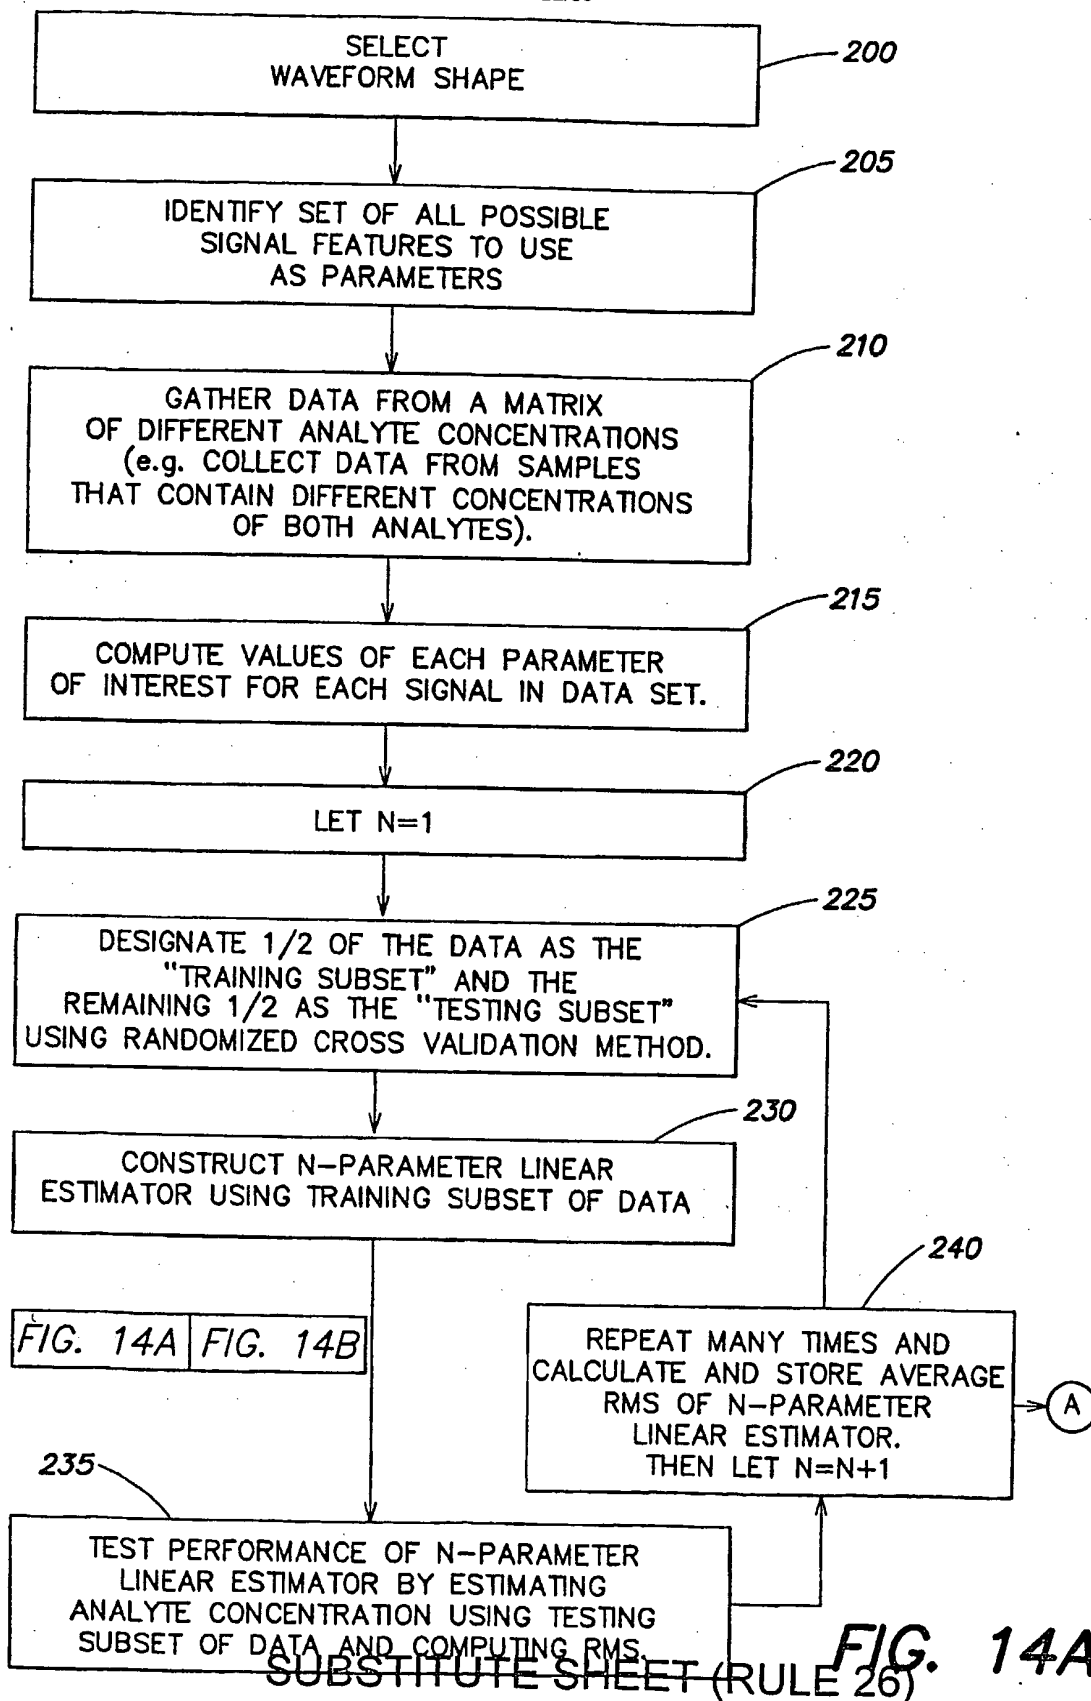 SELECT
WAVEFORM SHAPE
200
IDENTIFY SET OF ALL POSSIBLE
SIGNAL FEATURES TO USE
AS PARAMETERS
205
GATHER DATA FROM A MATRIX
OF DIFFERENT ANALYTE CONCENTRATIONS
(e.g. COLLECT DATA FROM SAMPLES
THAT CONTAIN DIFFERENT CONCENTRATIONS
OF BOTH ANALYTES).
210
COMPUTE VALUES OF EACH PARAMETER
OF INTEREST FOR EACH SIGNAL IN DATA SET.
215
LET N=1
220
DESIGNATE 1/2 OF THE DATA AS THE
"TRAINING SUBSET" AND THE
REMAINING 1/2 AS THE "TESTING SUBSET"
USING RANDOMIZED CROSS VALIDATION METHOD.
225
CONSTRUCT N-PARAMETER LINEAR
ESTIMATOR USING TRAINING SUBSET OF DATA
230
FIG. 14A FIG. 14B
REPEAT MANY TIMES AND
CALCULATE AND STORE AVERAGE
RMS OF N-PARAMETER
LINEAR ESTIMATOR.
THEN LET N=N+1
240
A
235
TEST PERFORMANCE OF N-PARAMETER
LINEAR ESTIMATOR BY ESTIMATING
ANALYTE CONCENTRATION USING TESTING
SUBSET OF DATA AND COMPUTING RMS.
FIG. 14A
SUBSTITUTE SHEET (RULE 26)